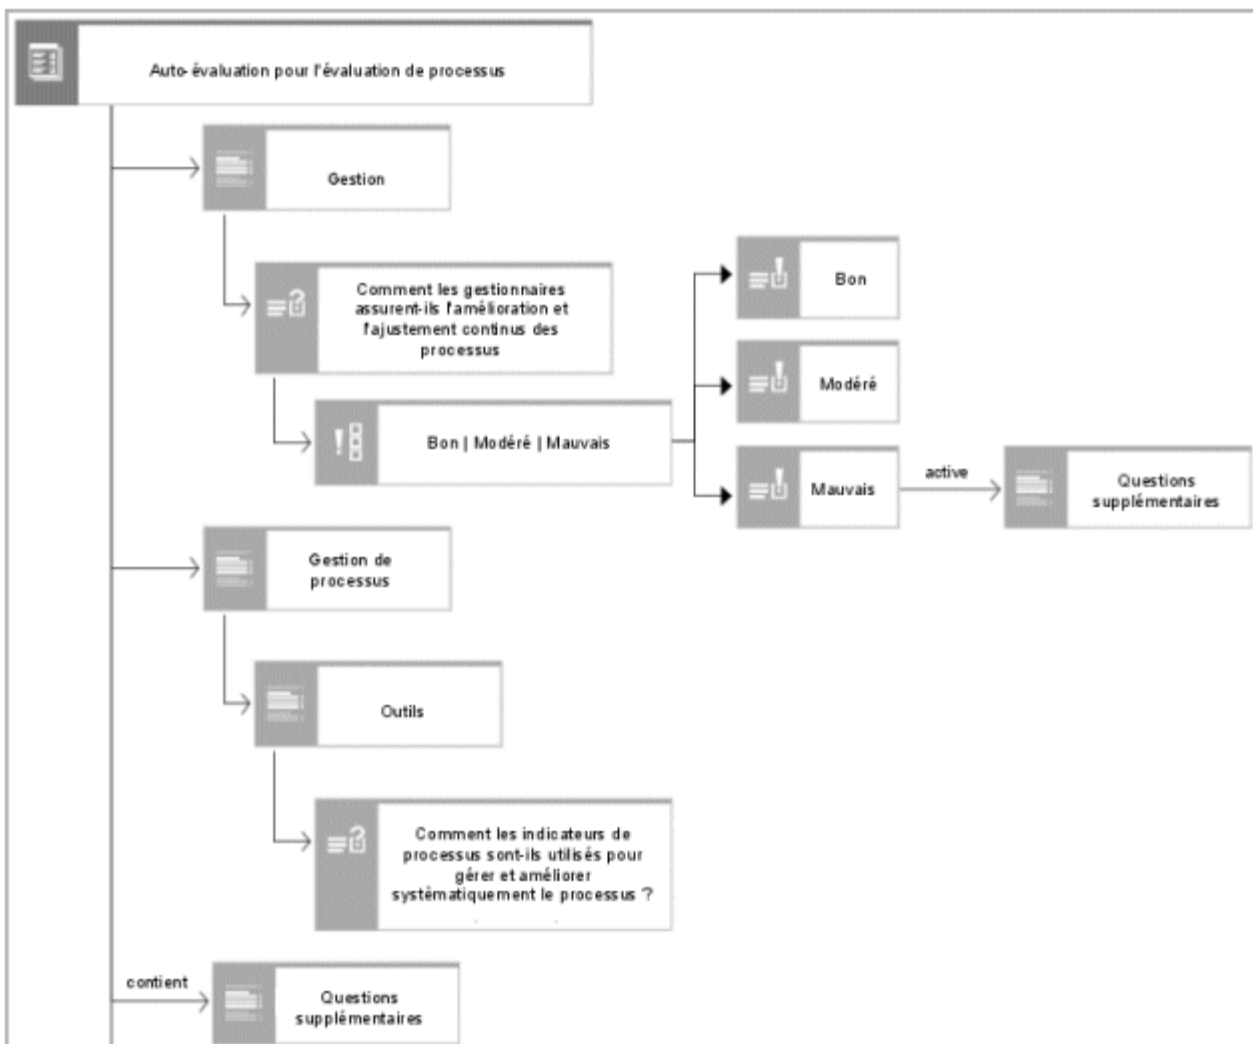 Auto-évaluation pour l'évaluation de processus
Gestion
Comment les gestionnaires
assurent-ils l'amélioration et
l'ajustement continus des
processus
Bon | Modéré | Mauvais
Bon
Modéré
Mauvais
active
Questions
supplémentaires
Gestion de
processus
Outils
Comment les indicateurs de
processus sont-ils utilisés pour
gérer et améliorer
systèmatiquement le processus ?
contient
Questions
supplémentaires